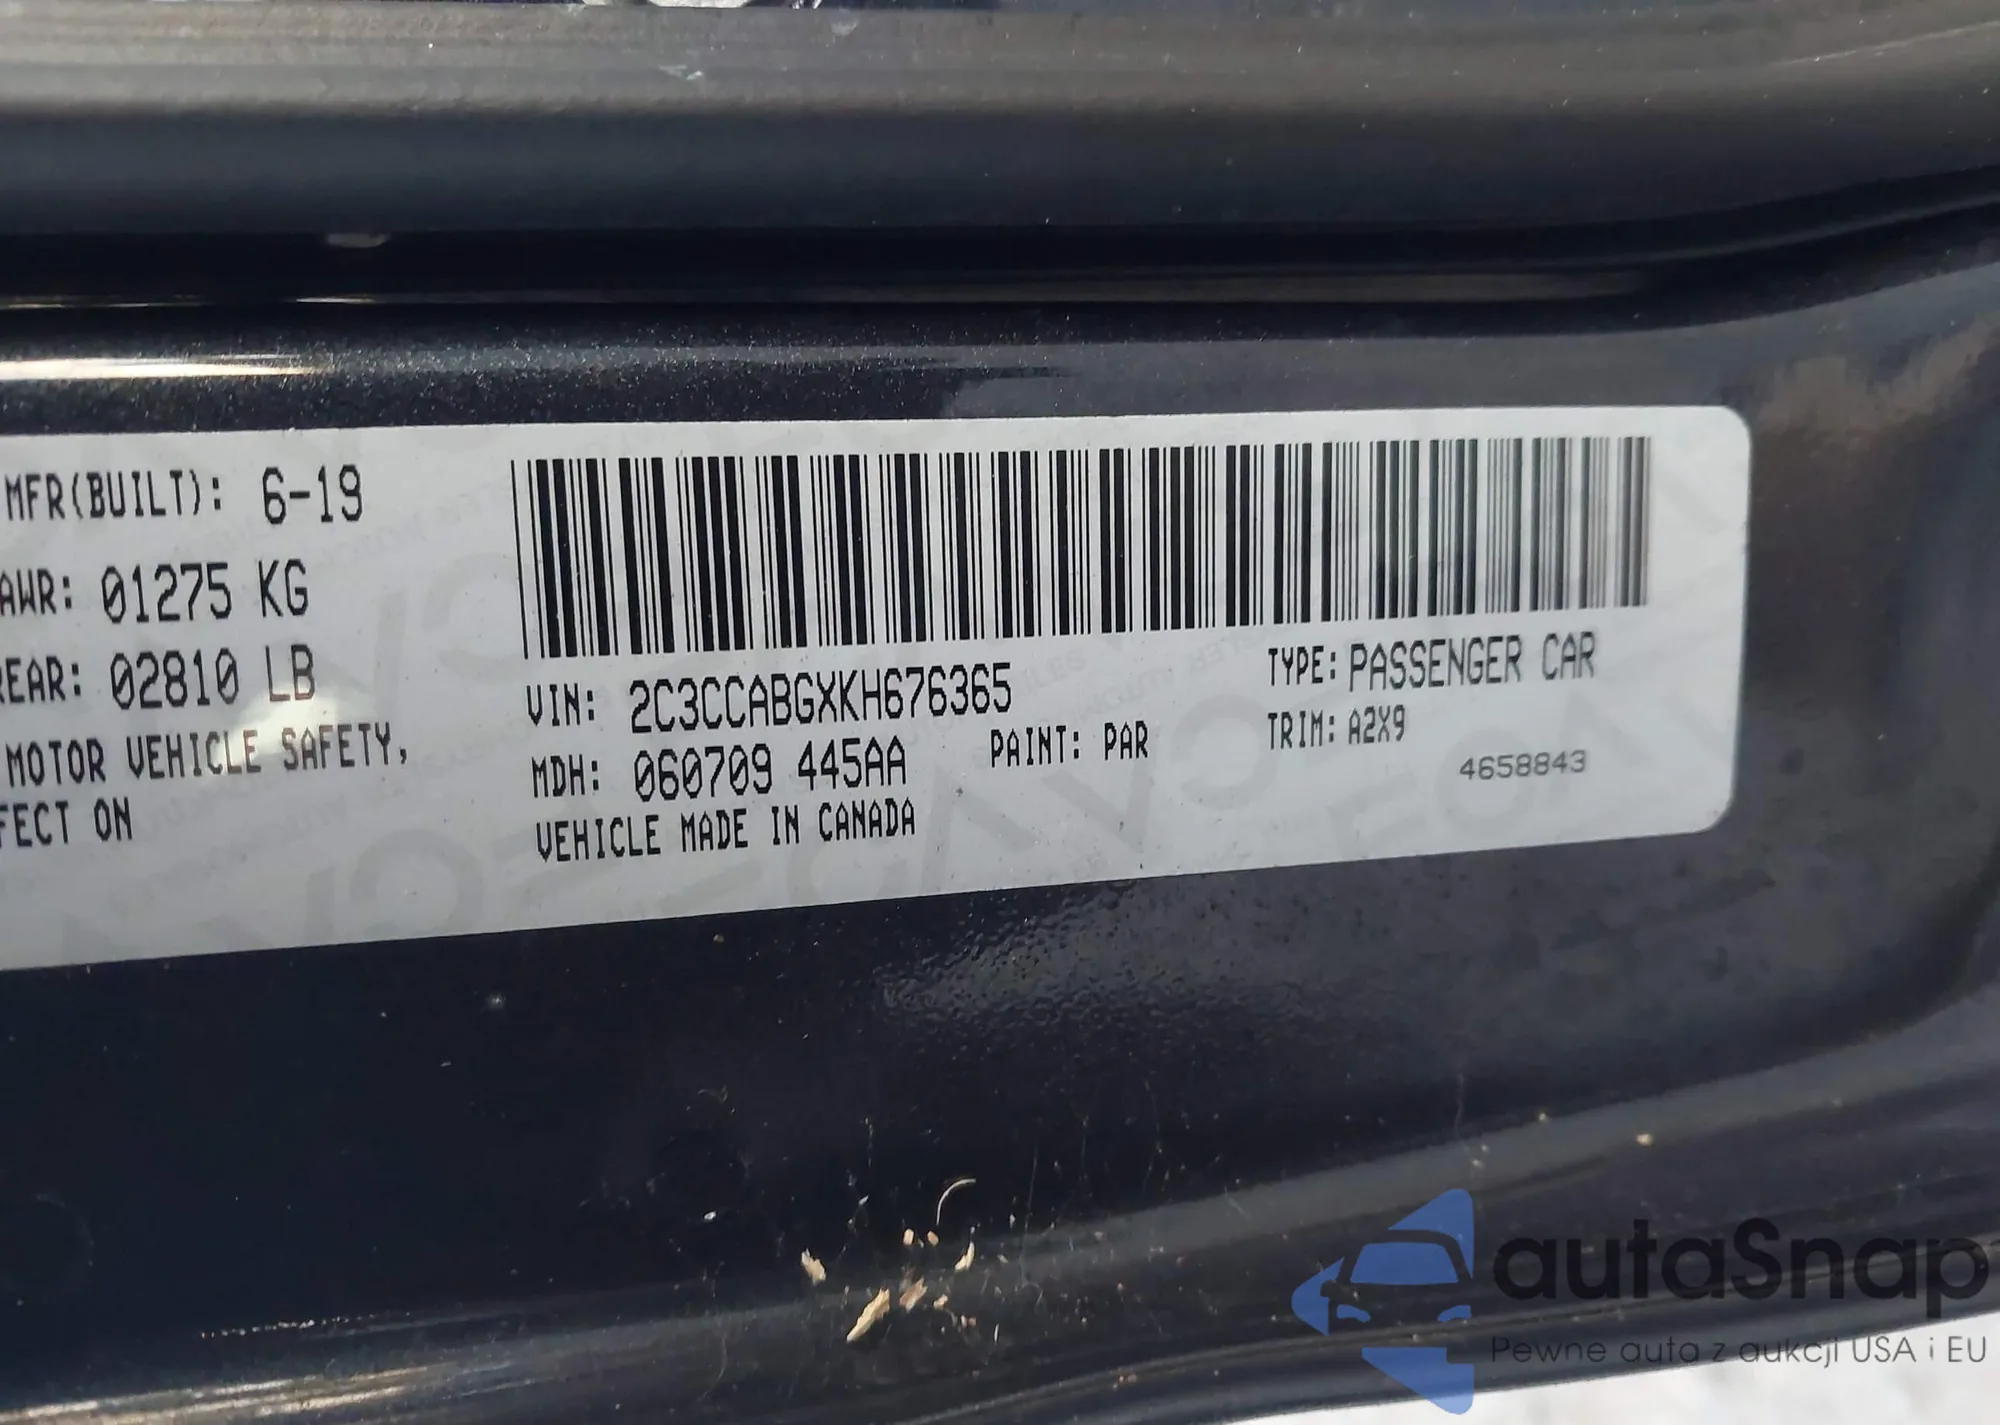 MFR(BUILT): 6-19
AWR: 01275 KG
REAR: 02810 LB
MOTOR VEHICLE SAFETY,
FECT ON
VIN: 2C3CCABGXKH676365
TYPE: PASSENGER CAR
MDH: 060709 445AA
PAINT: PAR
TRIM: A2X9
VEHICLE MADE IN CANADA
4658843
autaSnap
Pewne auta z aukcji USA i EU